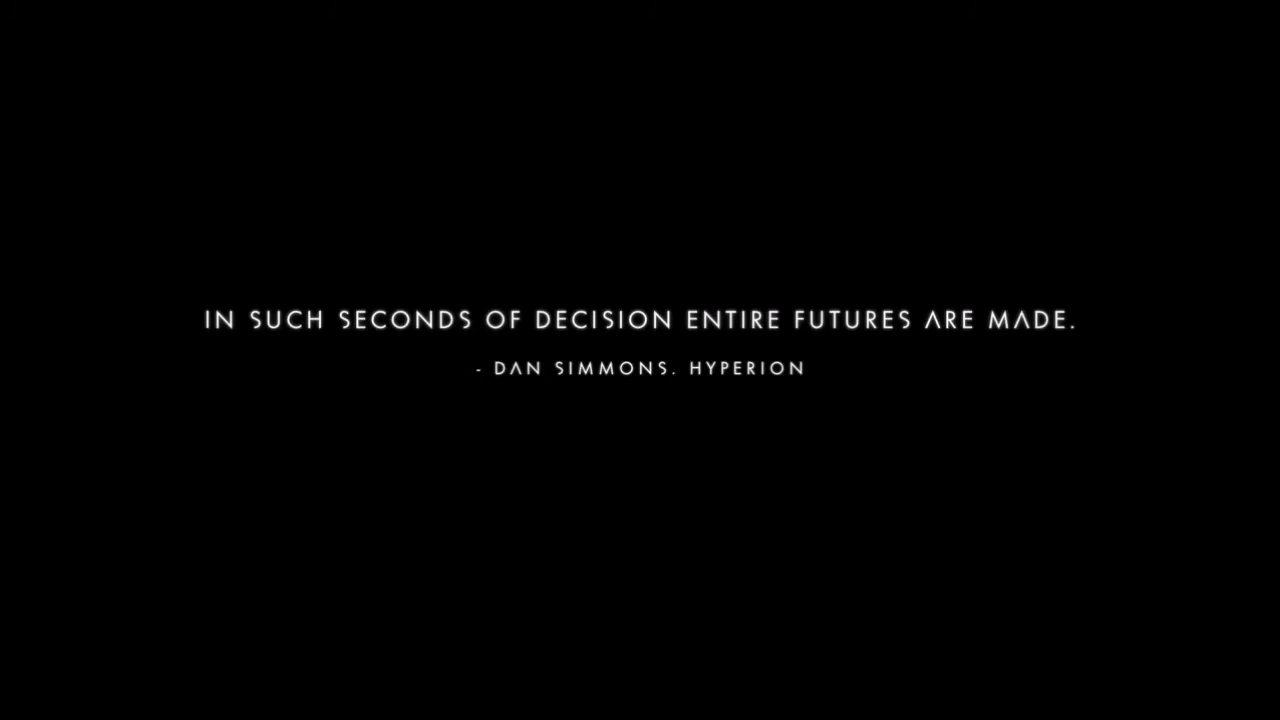 IN SUCH SECONDS OF DECISION ENTIRE FUTURES ARE MADE.
- DAN SIMMONS. HYPERION